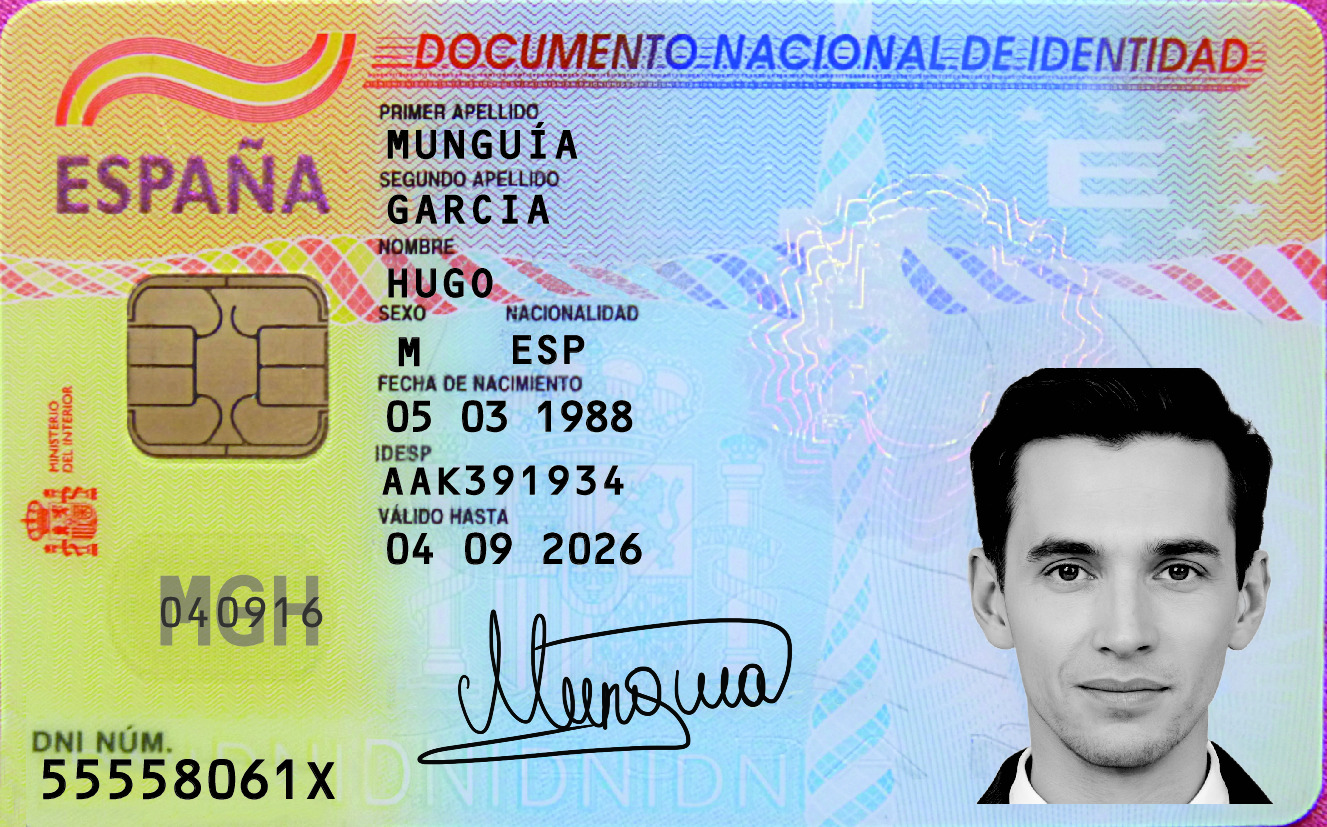 DOCUMENTO NACIONAL DE IDENTIDAD
ESPAÑA
PRIMER APELLIDO
MUNGUÍA
SEGUNDO APELLIDO
GARCIA
NOMBRE
HUGO
SEXO NACIONALIDAD
M ESP
FECHA DE NACIMIENTO
05 03 1988
IDESP
AAK391934
VÁLIDO HASTA
04 09 2026
MINISTERIO
DEL INTERIOR
E
MGH
040916
Munguia
DNI NÚM.
55558061X
DNIDNIDNIDNI